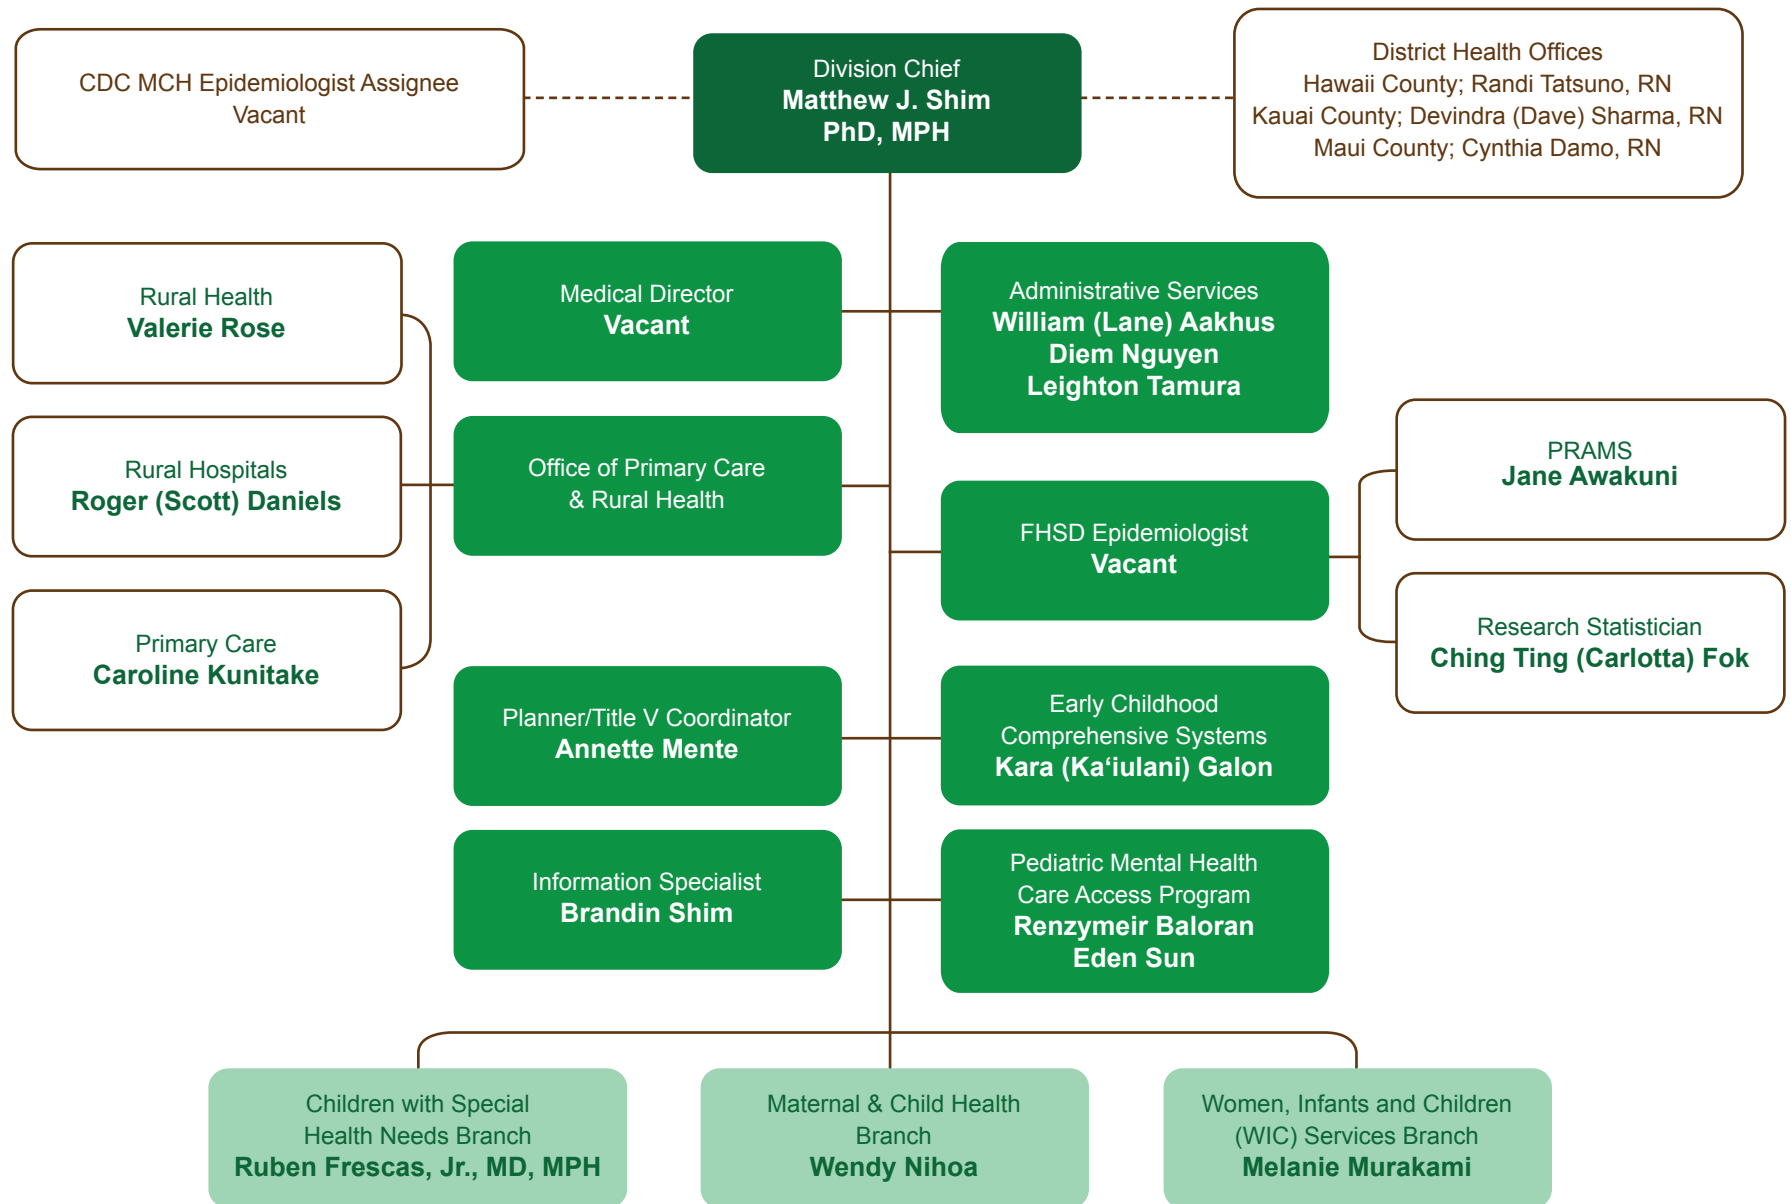 CDC MCH Epidemiologist Assignee
Vacant
Division Chief
Matthew J. Shim
PhD, MPH
District Health Offices
Hawaii County; Randi Tatsuno, RN
Kauai County; Devindra (Dave) Sharma, RN
Maui County; Cynthia Damo, RN
Rural Health
Valerie Rose
Medical Director
Vacant
Administrative Services
William (Lane) Aakhus
Diem Nguyen
Leighton Tamura
Rural Hospitals
Roger (Scott) Daniels
Office of Primary Care
& Rural Health
PRAMS
Jane Awakuni
FHSD Epidemiologist
Vacant
Research Statistician
Ching Ting (Carlotta) Fok
Primary Care
Caroline Kunitake
Planner/Title V Coordinator
Annette Mente
Early Childhood
Comprehensive Systems
Kara (Ka‘iulani) Galon
Information Specialist
Brandin Shim
Pediatric Mental Health
Care Access Program
Renzymeir Baloran
Eden Sun
Children with Special
Health Needs Branch
Ruben Frescas, Jr., MD, MPH
Maternal & Child Health
Branch
Wendy Nihoa
Women, Infants and Children
(WIC) Services Branch
Melanie Murakami